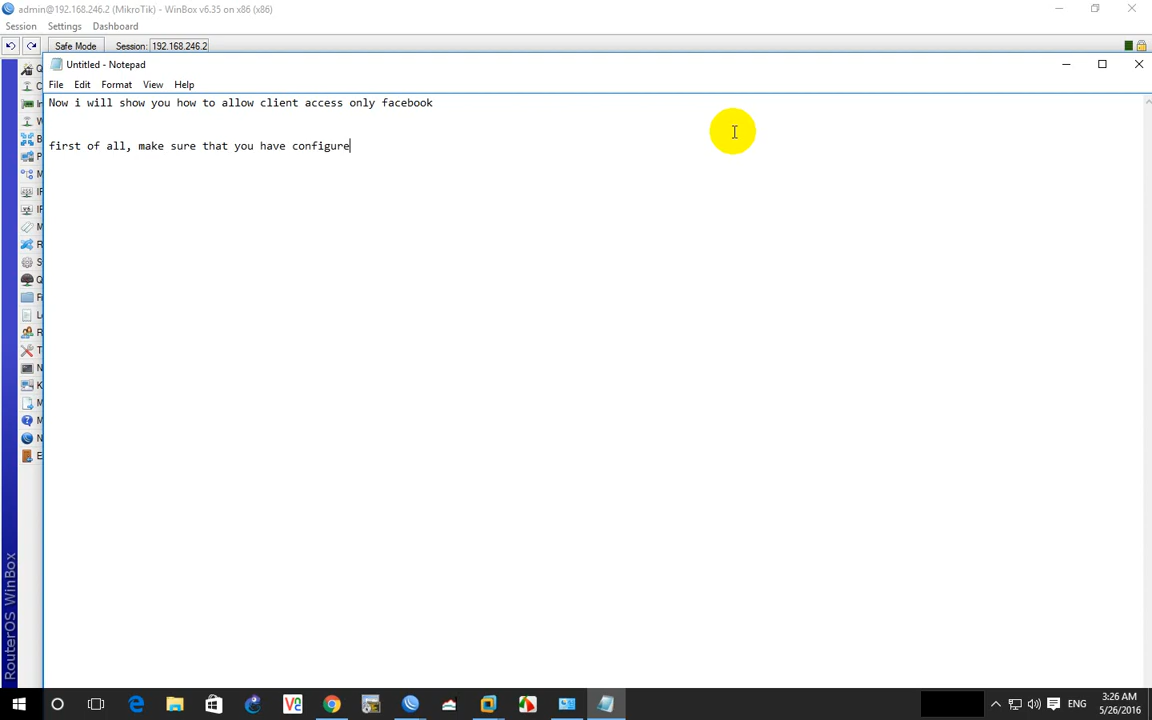 admin@192.168.246.2 (MikroTik) - WinBox v6.35 on x86 (x86)
Session Settings Dashboard
Safe Mode Session: 192.168.246.2
Untitled - Notepad
File Edit Format View Help
Now i will show you how to allow client access only facebook
first of all, make sure that you have configure
RouterOS WinBox
ENG
3:26 AM
5/26/2016